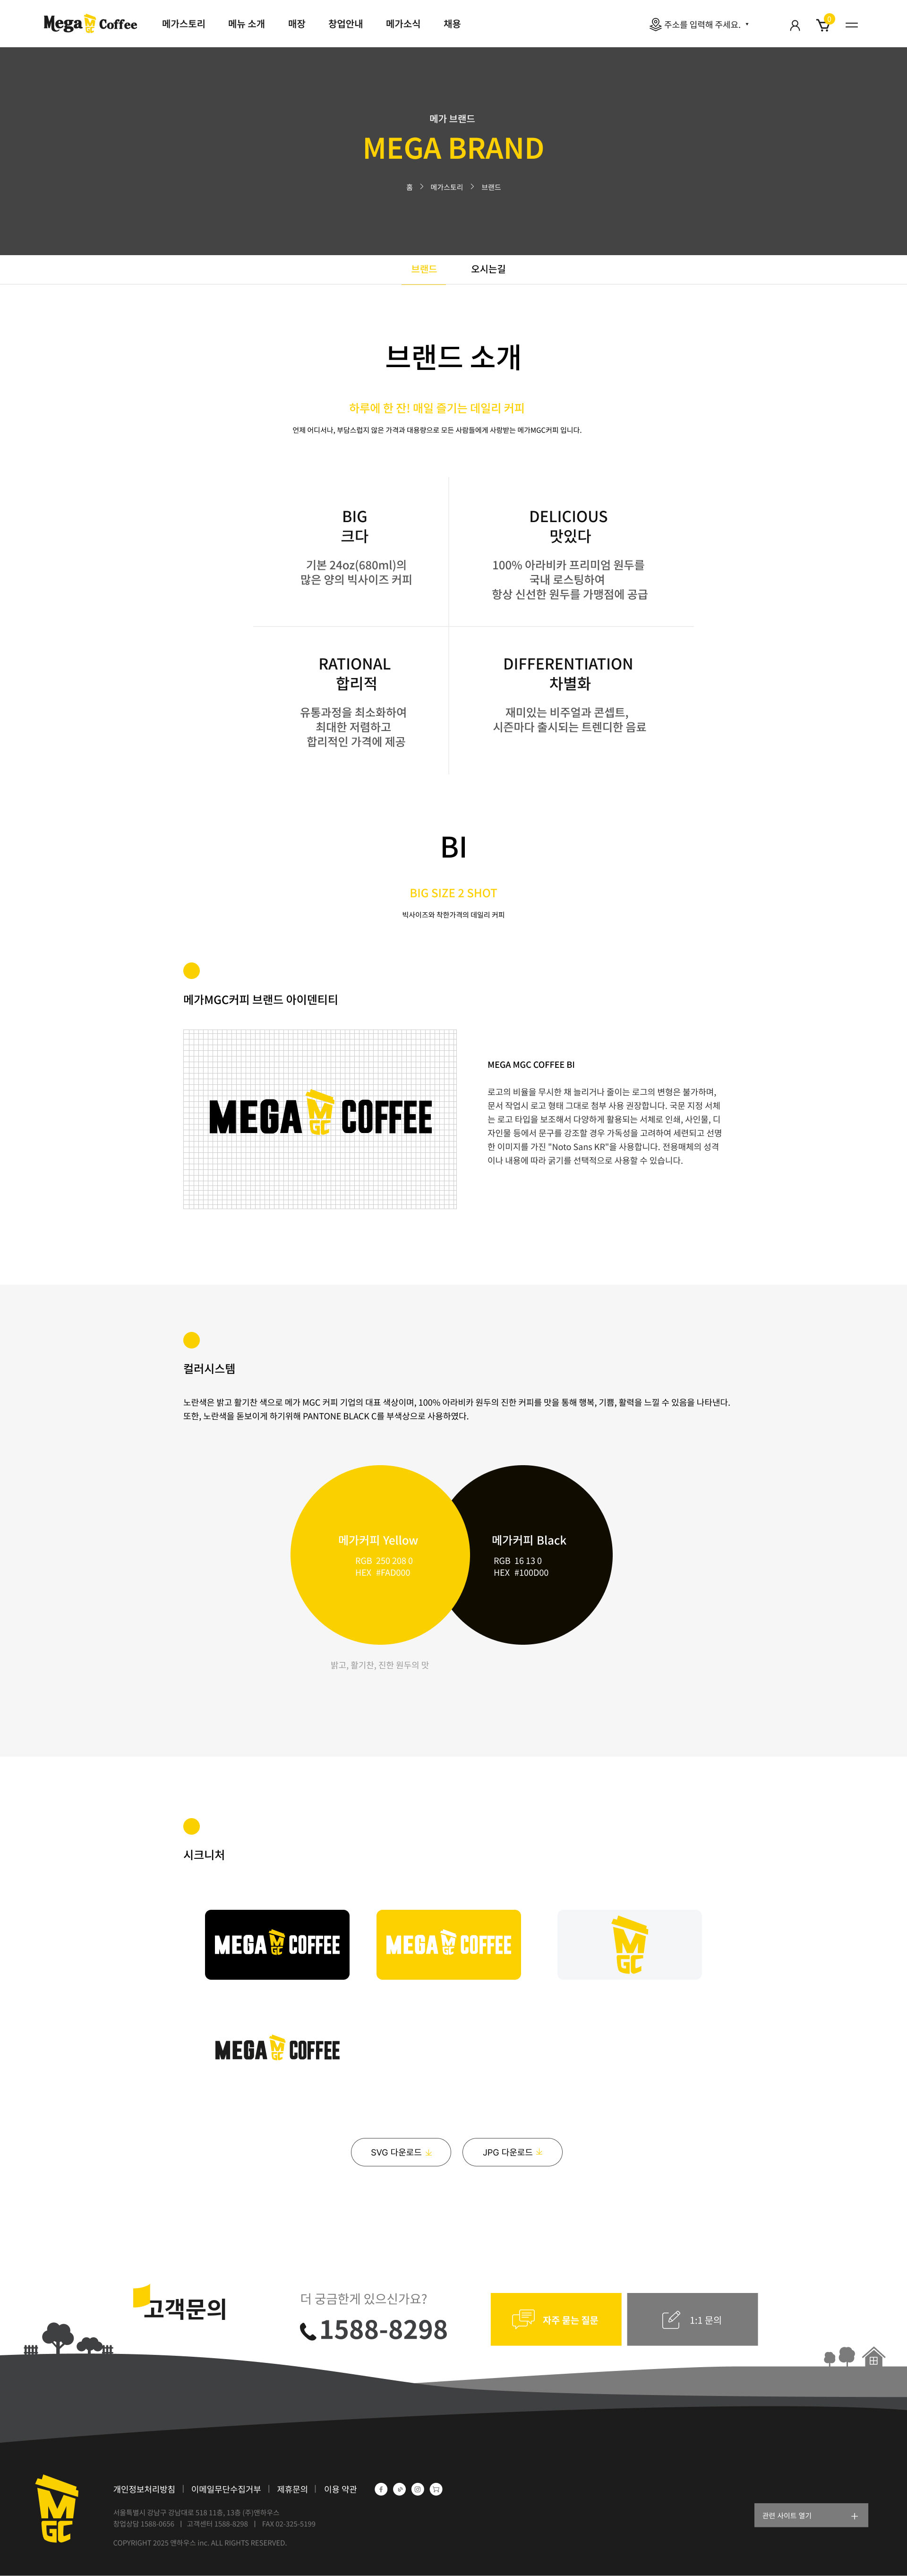 Mega MGC Coffee 메가스토리 메뉴 소개 매장 창업안내 메가소식 채용 주소를 입력해 주세요. 0
메가 브랜드
MEGA BRAND
홈 > 메가스토리 > 브랜드
브랜드 오시는길
브랜드 소개
하루에 한 잔! 매일 즐기는 데일리 커피
언제 어디서나, 부담스럽지 않은 가격과 대용량으로 모든 사람들에게 사랑받는 메가MGC커피 입니다.
BIG
크다
기본 24oz(680ml)의
많은 양의 빅사이즈 커피
DELICIOUS
맛있다
100% 아라비카 프리미엄 원두를
국내 로스팅하여
항상 신선한 원두를 가맹점에 공급
RATIONAL
합리적
유통과정을 최소화하여
최대한 저렴하고
합리적인 가격에 제공
DIFFERENTIATION
차별화
재미있는 비주얼과 콘셉트,
시즌마다 출시되는 트렌디한 음료
BI
BIG SIZE 2 SHOT
빅사이즈와 착한가격의 데일리 커피
메가MGC커피 브랜드 아이덴티티
MEGA MGC COFFEE
MEGA MGC COFFEE BI
로고의 비율을 무시한 채 늘리거나 줄이는 로그의 변형은 불가하며,
문서 작업시 로고 형태 그대로 첨부 사용 권장합니다. 국문 지정 서체
는 로고 타입을 보조해서 다양하게 활용되는 서체로 인쇄, 사인물, 디
자인물 등에서 문구를 강조할 경우 가독성을 고려하여 세련되고 선명
한 이미지를 가진 "Noto Sans KR"을 사용합니다. 전용매체의 성격
이나 내용에 따라 굵기를 선택적으로 사용할 수 있습니다.
컬러시스템
노란색은 밝고 활기찬 색으로 메가 MGC 커피 기업의 대표 색상이며, 100% 아라비카 원두의 진한 커피를 맛을 통해 행복, 기쁨, 활력을 느낄 수 있음을 나타낸다.
또한, 노란색을 돋보이게 하기위해 PANTONE BLACK C를 부색상으로 사용하였다.
메가커피 Yellow
RGB 250 208 0
HEX #FAD000
메가커피 Black
RGB 16 13 0
HEX #100D00
밝고, 활기찬, 진한 원두의 맛
시크니처
MEGA MGC COFFEE
MEGA MGC COFFEE
MGC
MEGA MGC COFFEE
SVG 다운로드 JPG 다운로드
고객문의
더 궁금한게 있으신가요?
1588-8298
자주 묻는 질문
1:1 문의
MGC
개인정보처리방침 | 이메일무단수집거부 | 제휴문의 | 이용 약관
서울특별시 강남구 강남대로 518 11층, 13층 (주)앤하우스
창업상담 1588-0656 | 고객센터 1588-8298 | FAX 02-325-5199
COPYRIGHT 2025 앤하우스 Inc. ALL RIGHTS RESERVED.
관련 사이트 열기 +